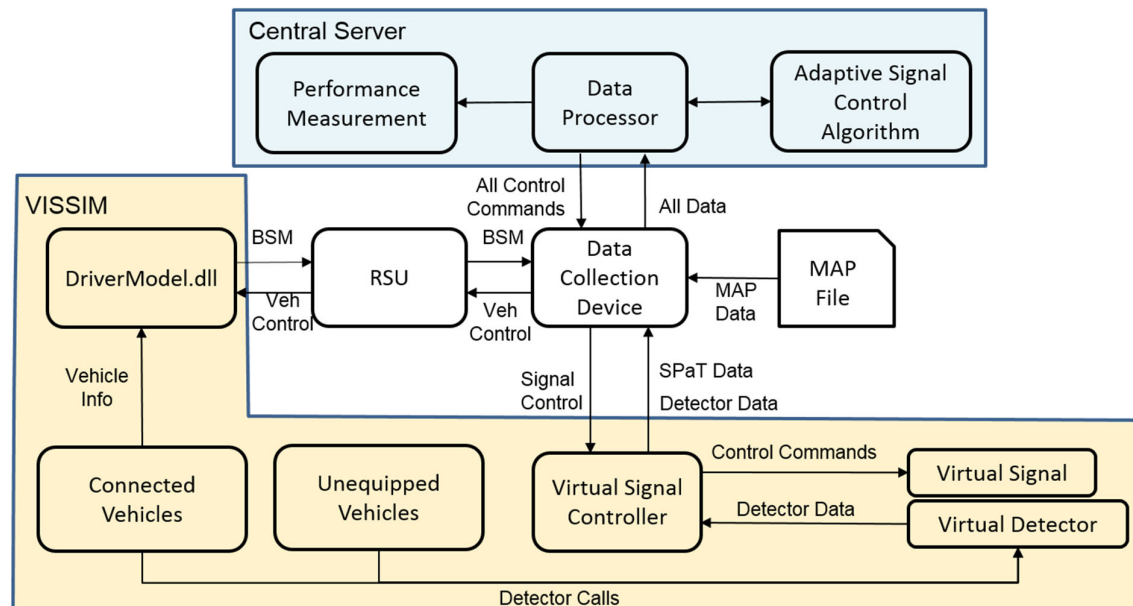 Central Server
Performance
Measurement
Data
Processor
Adaptive Signal
Control
Algorithm
All Control
Commands
All Data
VISSIM
DriverModel.dll
BSM
Veh
Control
RSU
BSM
Veh
Control
Data
Collection
Device
MAP
Data
MAP
File
Vehicle
Info
Signal
Control
SPaT Data
Detector Data
Connected
Vehicles
Unequipped
Vehicles
Virtual Signal
Controller
Control Commands
Virtual Signal
Detector Data
Virtual Detector
Detector Calls